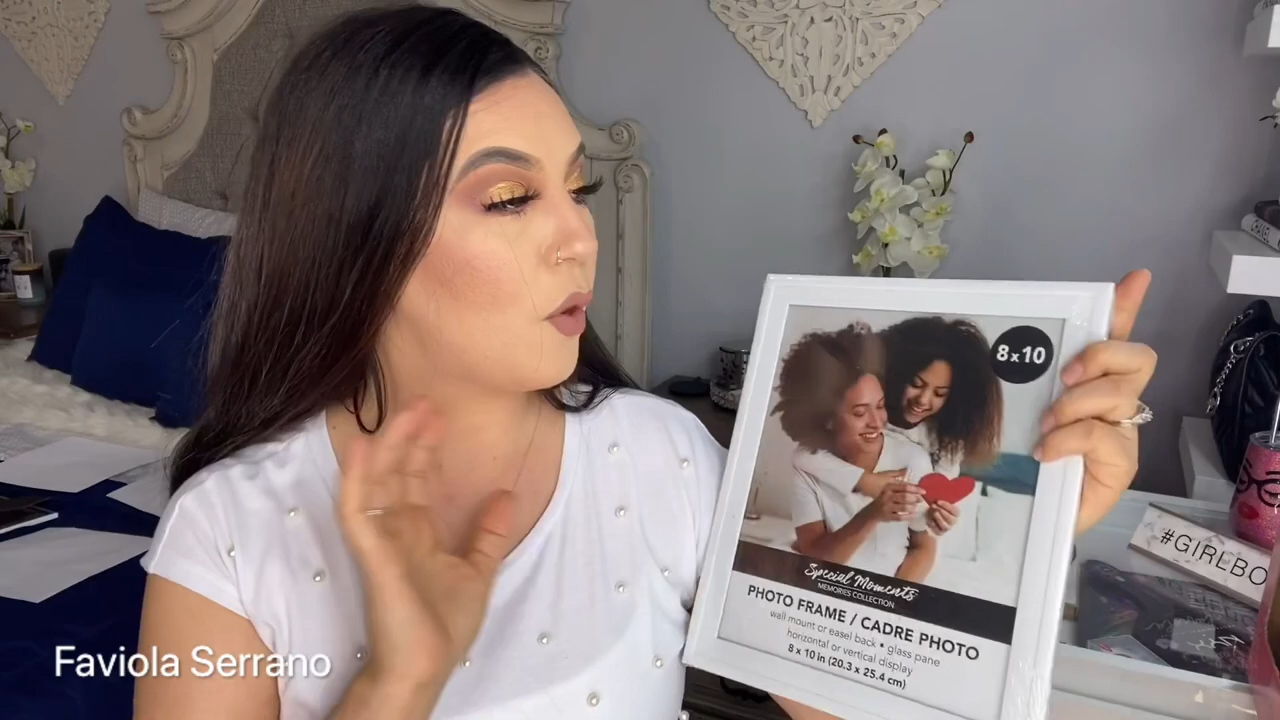 8x10
Special Moments
MEMORIES COLLECTION
PHOTO FRAME / CADRE PHOTO
wall mount or easel back • glass pane
horizontal or vertical display
8 x 10 in (20.3 x 25.4 cm)
CHANEL
#GIRLBO
Faviola Serrano